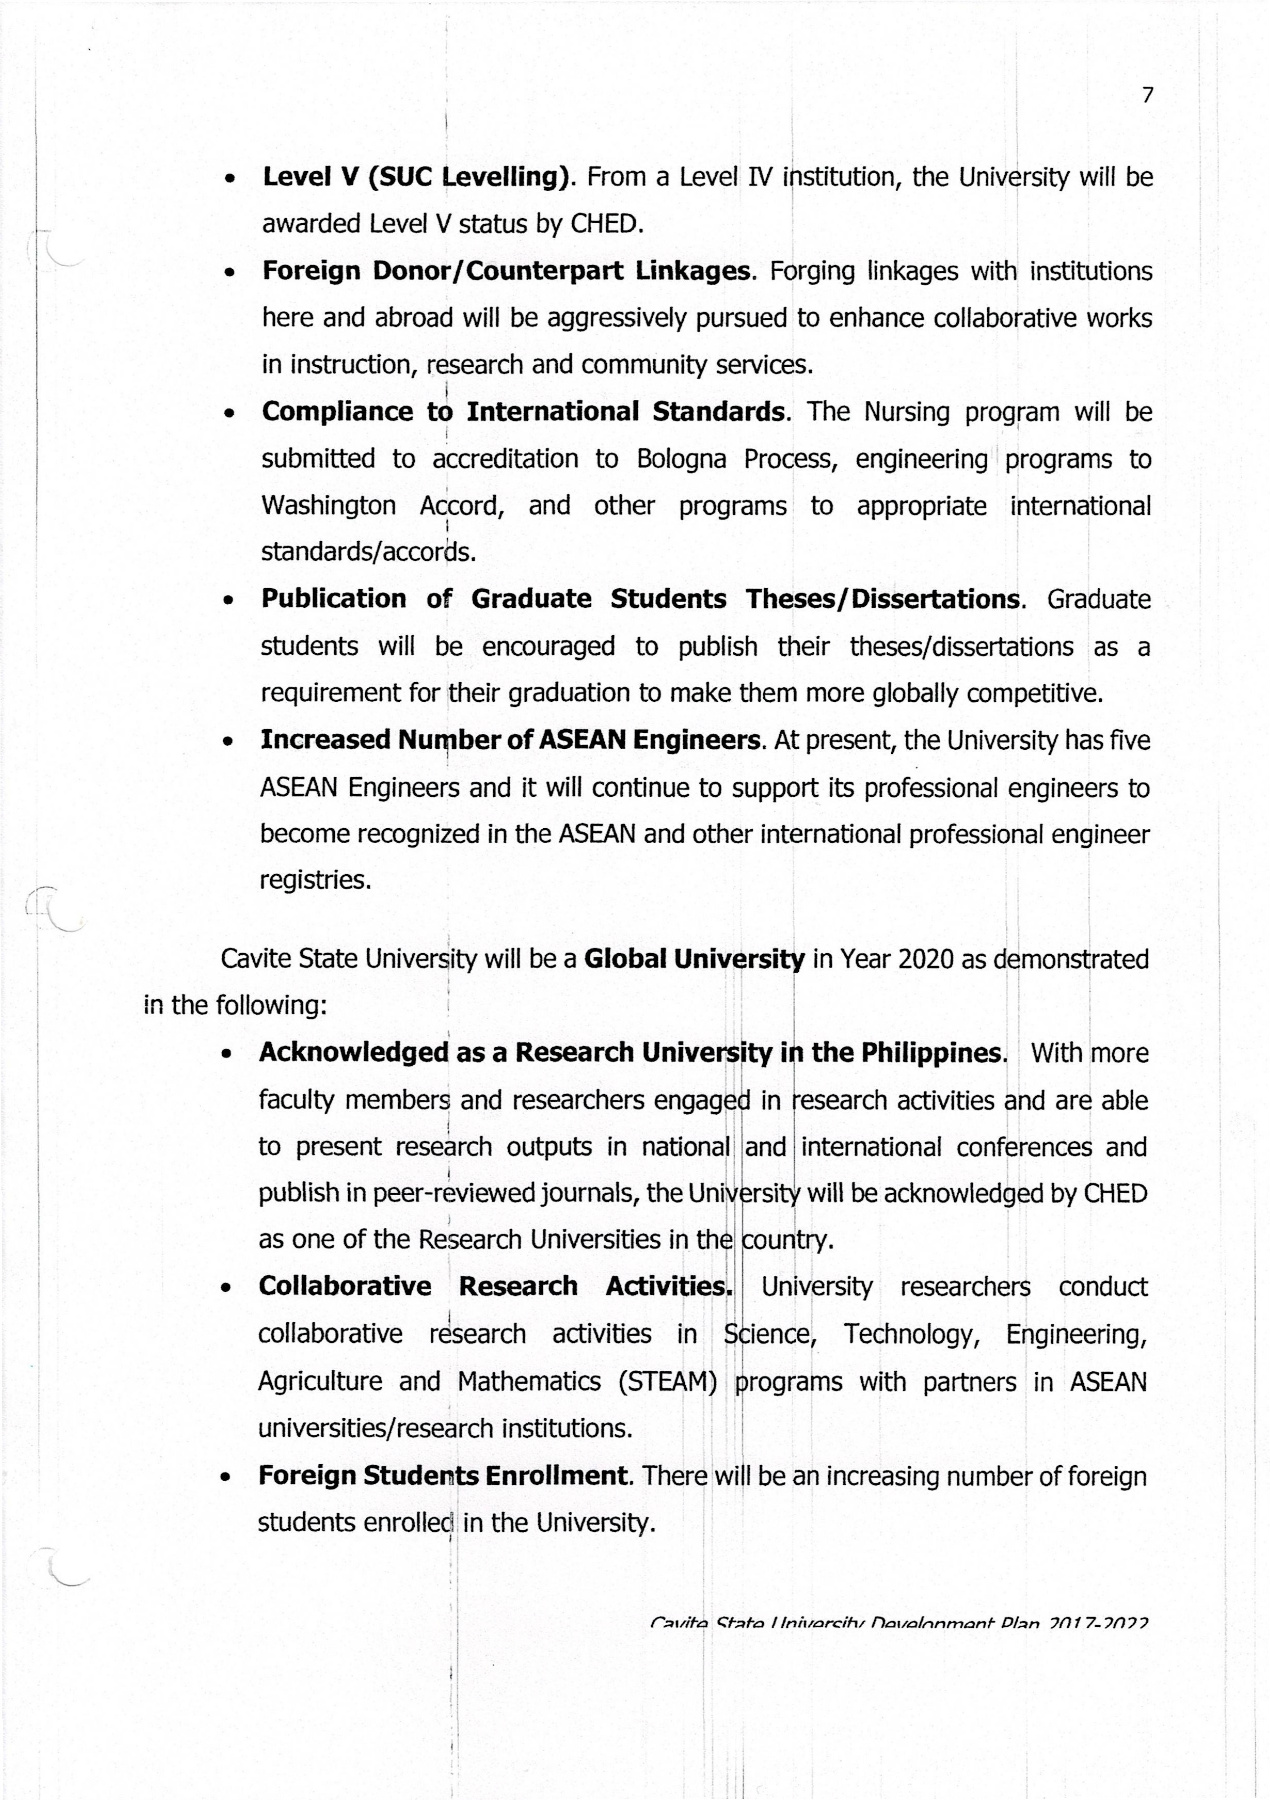 7
• Level V (SUC Levelling). From a Level IV institution, the University will be
awarded Level V status by CHED.
• Foreign Donor/Counterpart Linkages. Forging linkages with institutions
here and abroad will be aggressively pursued to enhance collaborative works
in instruction, research and community services.
• Compliance to International Standards. The Nursing program will be
submitted to accreditation to Bologna Process, engineering programs to
Washington Accord, and other programs to appropriate international
standards/accords.
• Publication of Graduate Students Theses/Dissertations. Graduate
students will be encouraged to publish their theses/dissertations as a
requirement for their graduation to make them more globally competitive.
• Increased Number of ASEAN Engineers. At present, the University has five
ASEAN Engineers and it will continue to support its professional engineers to
become recognized in the ASEAN and other international professional engineer
registries.
Cavite State University will be a Global University in Year 2020 as demonstrated
in the following:
• Acknowledged as a Research University in the Philippines. With more
faculty members and researchers engaged in research activities and are able
to present research outputs in national and international conferences and
publish in peer-reviewed journals, the University will be acknowledged by CHED
as one of the Research Universities in the country.
• Collaborative Research Activities. University researchers conduct
collaborative research activities in Science, Technology, Engineering,
Agriculture and Mathematics (STEAM) programs with partners in ASEAN
universities/research institutions.
• Foreign Students Enrollment. There will be an increasing number of foreign
students enrolled in the University.
Cavite State University Development Plan 2017-2022